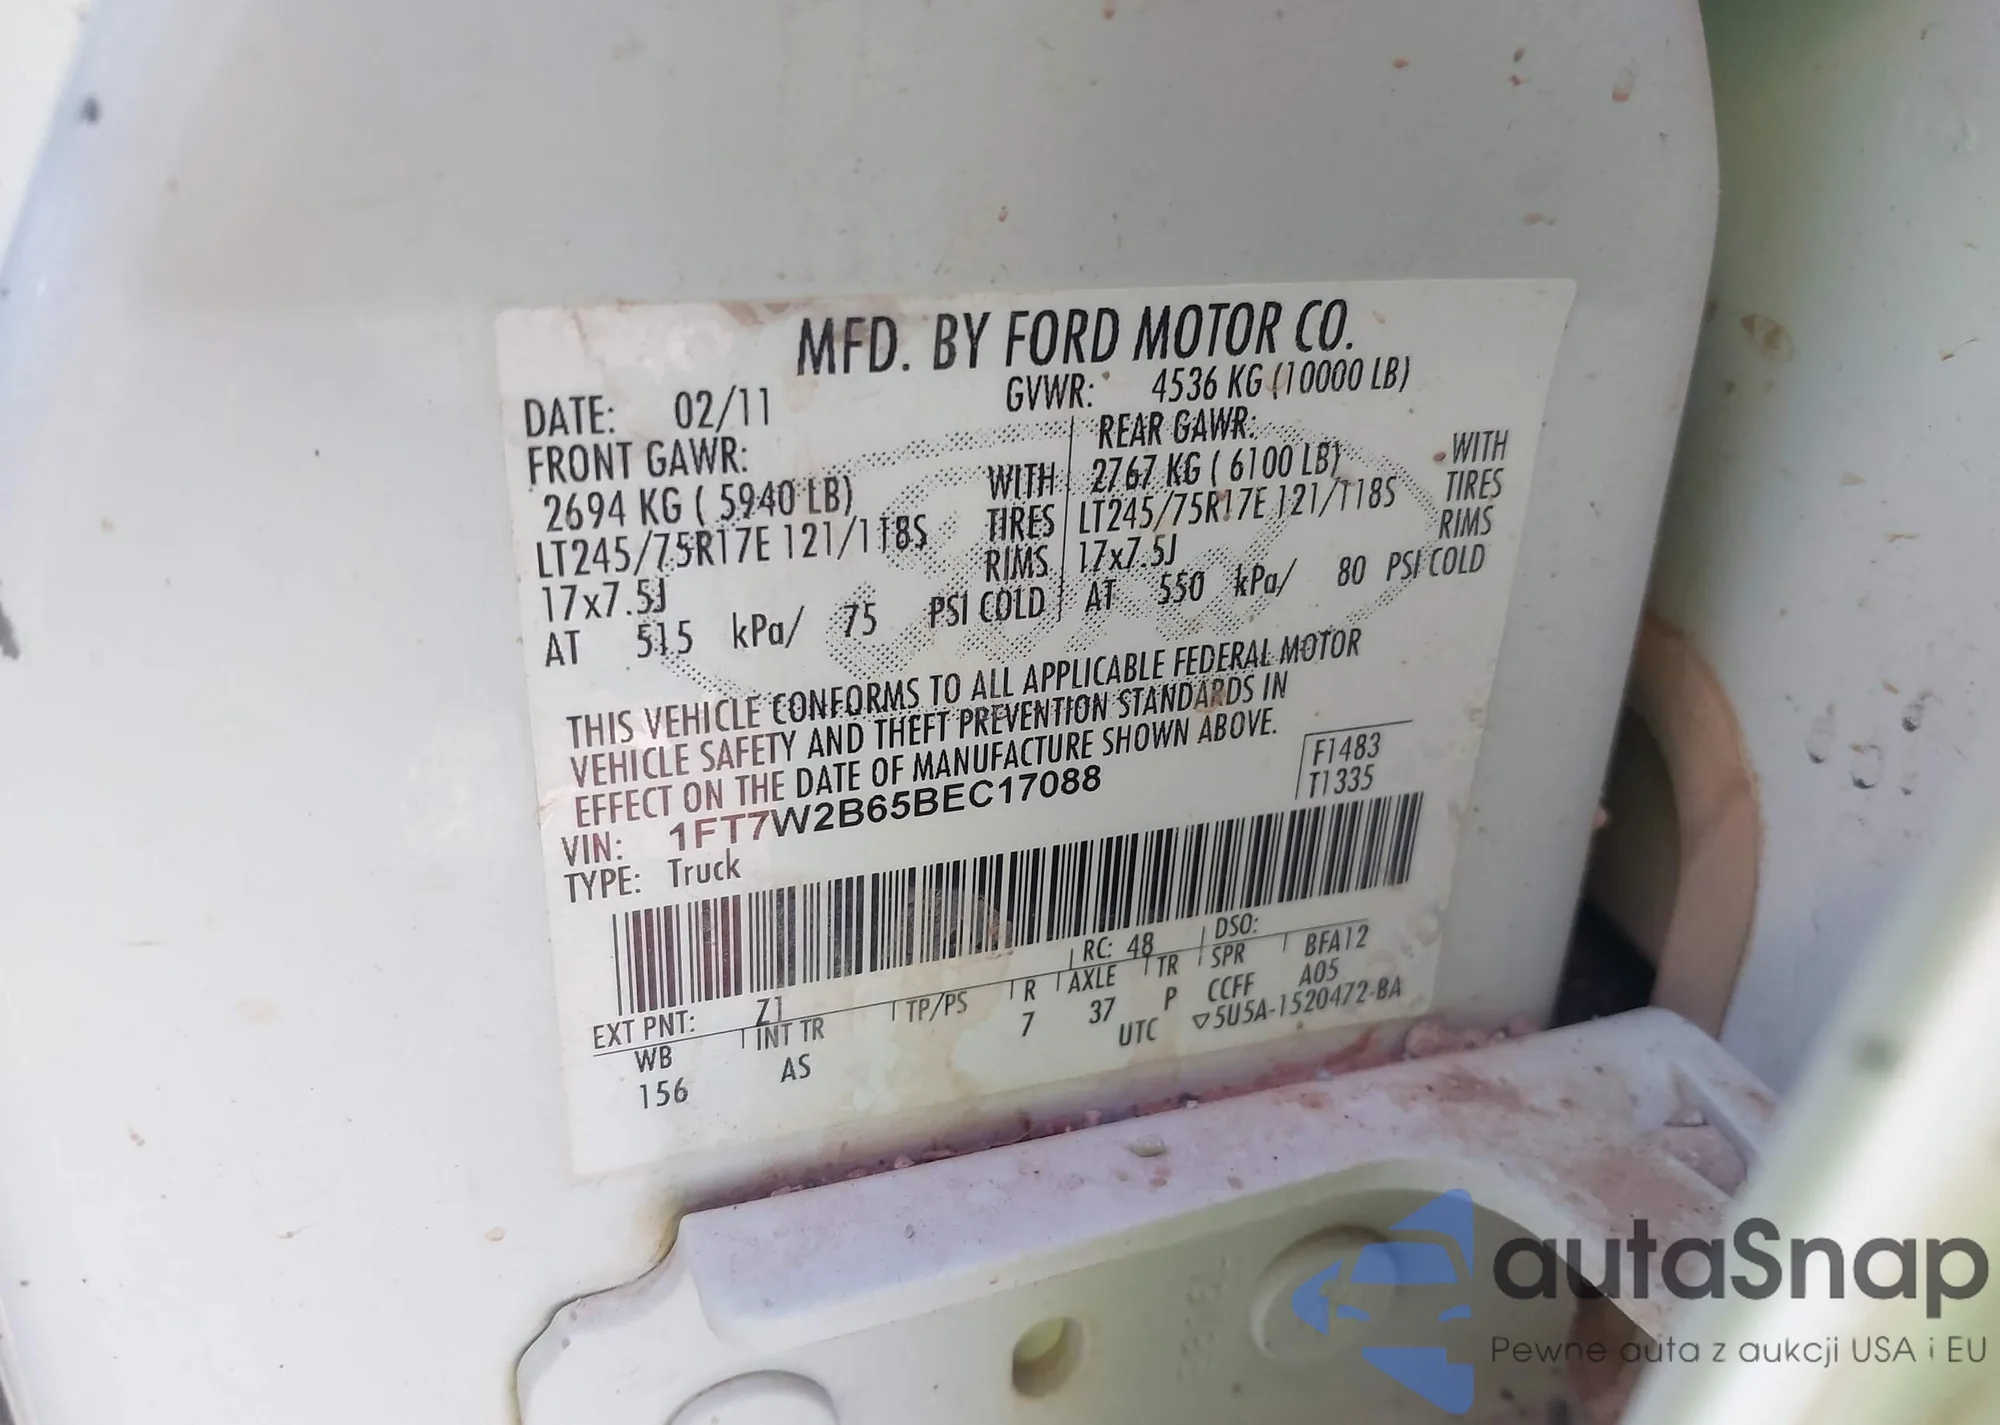 MFD. BY FORD MOTOR CO.
DATE: 02/11 GVWR: 4536 KG (10000 LB)
FRONT GAWR: REAR GAWR:
2694 KG ( 5940 LB) WITH 2767 KG ( 6100 LB) WITH
LT245/75R17E 121/118S TIRES LT245/75R17E 121/118S TIRES
17x7.5J RIMS 17x7.5J RIMS
AT 515 kPa/ 75 PSI COLD AT 550 kPa/ 80 PSI COLD
THIS VEHICLE CONFORMS TO ALL APPLICABLE FEDERAL MOTOR
VEHICLE SAFETY AND THEFT PREVENTION STANDARDS IN
EFFECT ON THE DATE OF MANUFACTURE SHOWN ABOVE.
F1483
VIN: 1FT7W2B65BEC17088 T1335
TYPE: Truck
EXT PNT: Z1 RC: 48 DSO:
WB INT TR TP/PS R AXLE TR SPR BFA12
156 AS 7 37 P CCFF A05
UTC ▽5U5A-1520472-BA
autaSnap
Pewne auta z aukcji USA i EU